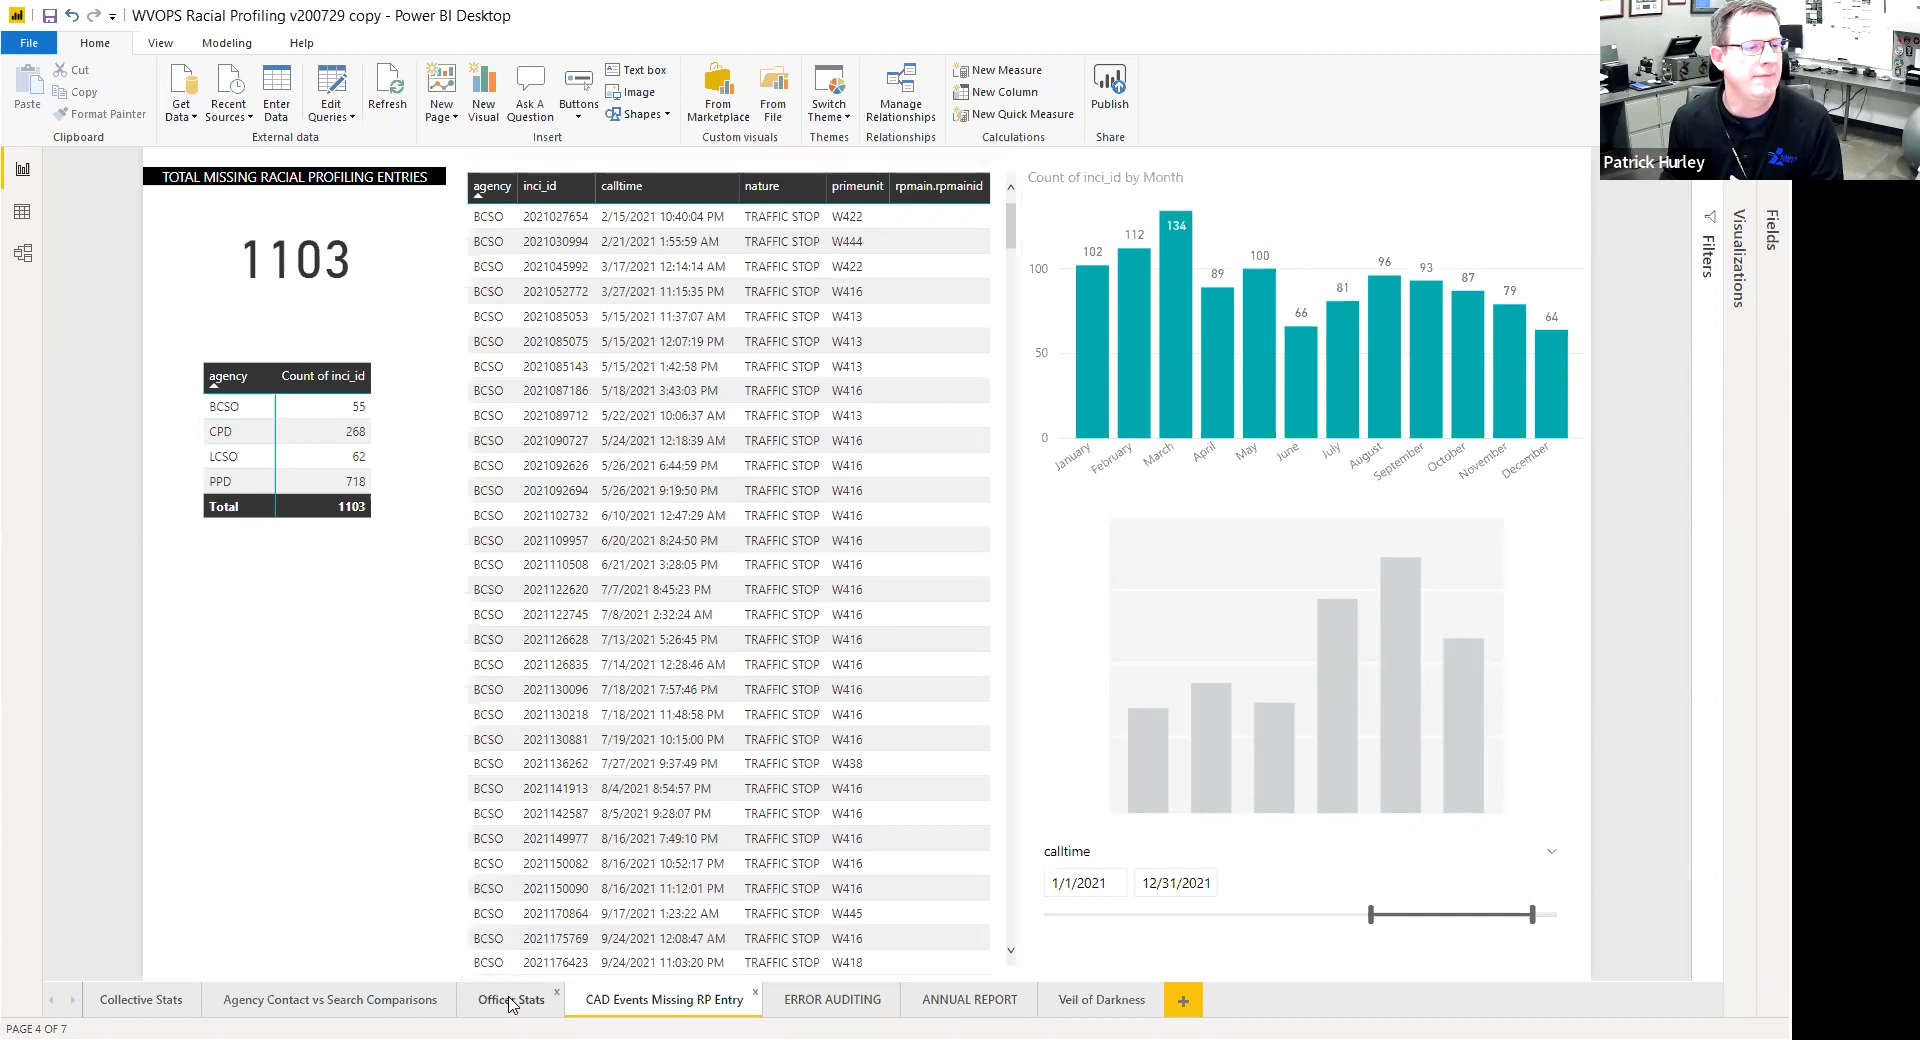 WVOPS Racial Profiling v200729 copy - Power BI Desktop
File Home View Modeling Help
Paste Cut Copy Format Painter
Get Data Recent Sources Enter Data Edit Queries Refresh
New Page New Visual Ask A Question Buttons Text box Image Shapes
From Marketplace From File Switch Theme Manage Relationships
New Measure New Column New Quick Measure Publish
Clipboard External data Insert Custom visuals Themes Relationships Calculations Share
Patrick Hurley
TOTAL MISSING RACIAL PROFILING ENTRIES
1103
agency Count of inci_id
BCSO 55
CPD 268
LCSO 62
PPD 718
Total 1103
agency inci_id calltime nature primeunit rpmain.rpmainid
BCSO 2021027654 2/15/2021 10:40:04 PM TRAFFIC STOP W422
BCSO 2021030994 2/21/2021 1:55:59 AM TRAFFIC STOP W444
BCSO 2021045992 3/17/2021 12:14:14 AM TRAFFIC STOP W422
BCSO 2021052772 3/27/2021 11:15:35 PM TRAFFIC STOP W416
BCSO 2021085053 5/15/2021 11:37:07 AM TRAFFIC STOP W413
BCSO 2021085075 5/15/2021 12:07:19 PM TRAFFIC STOP W413
BCSO 2021085143 5/15/2021 1:42:58 PM TRAFFIC STOP W413
BCSO 2021087186 5/18/2021 3:43:03 PM TRAFFIC STOP W416
BCSO 2021089712 5/22/2021 10:06:37 AM TRAFFIC STOP W413
BCSO 2021090727 5/24/2021 12:18:39 AM TRAFFIC STOP W416
BCSO 2021092626 5/26/2021 6:44:59 PM TRAFFIC STOP W416
BCSO 2021092694 5/26/2021 9:19:50 PM TRAFFIC STOP W416
BCSO 2021102732 6/10/2021 12:47:29 AM TRAFFIC STOP W416
BCSO 2021109957 6/20/2021 8:24:50 PM TRAFFIC STOP W416
BCSO 2021110508 6/21/2021 3:28:05 PM TRAFFIC STOP W416
BCSO 2021122620 7/7/2021 8:45:23 PM TRAFFIC STOP W416
BCSO 2021122745 7/8/2021 2:32:24 AM TRAFFIC STOP W416
BCSO 2021126628 7/13/2021 5:26:45 PM TRAFFIC STOP W416
BCSO 2021126835 7/14/2021 12:28:46 AM TRAFFIC STOP W416
BCSO 2021130096 7/18/2021 7:57:46 PM TRAFFIC STOP W416
BCSO 2021130218 7/18/2021 11:48:58 PM TRAFFIC STOP W416
BCSO 2021130881 7/19/2021 10:15:00 PM TRAFFIC STOP W416
BCSO 2021136262 7/27/2021 9:37:49 PM TRAFFIC STOP W438
BCSO 2021141913 8/4/2021 8:54:57 PM TRAFFIC STOP W416
BCSO 2021142587 8/5/2021 9:28:07 PM TRAFFIC STOP W416
BCSO 2021149977 8/16/2021 7:49:10 PM TRAFFIC STOP W416
BCSO 2021150082 8/16/2021 10:52:17 PM TRAFFIC STOP W416
BCSO 2021150090 8/16/2021 11:12:01 PM TRAFFIC STOP W416
BCSO 2021170864 9/17/2021 1:23:22 AM TRAFFIC STOP W445
BCSO 2021175769 9/24/2021 12:08:47 AM TRAFFIC STOP W416
BCSO 2021176423 9/24/2021 11:03:20 PM TRAFFIC STOP W418
Count of inci_id by Month
102 112 134 89 100 66 81 96 93 87 79 64
100
50
0
January February March April May June July August September October November December
calltime
1/1/2021 12/31/2021
Filters
Visualizations
Fields
Collective Stats Agency Contact vs Search Comparisons Officer Stats CAD Events Missing RP Entry ERROR AUDITING ANNUAL REPORT Veil of Darkness
PAGE 4 OF 7